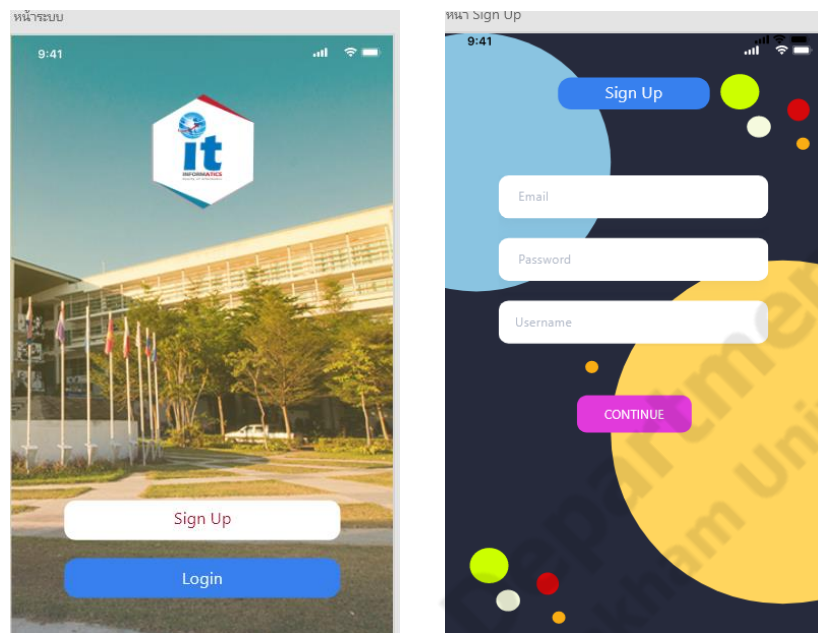 หน้าระบบ
9:41
it
INFORMATICS
Sign Up
Login
หน้า Sign Up
9:41
Sign Up
Email
Password
Username
CONTINUE